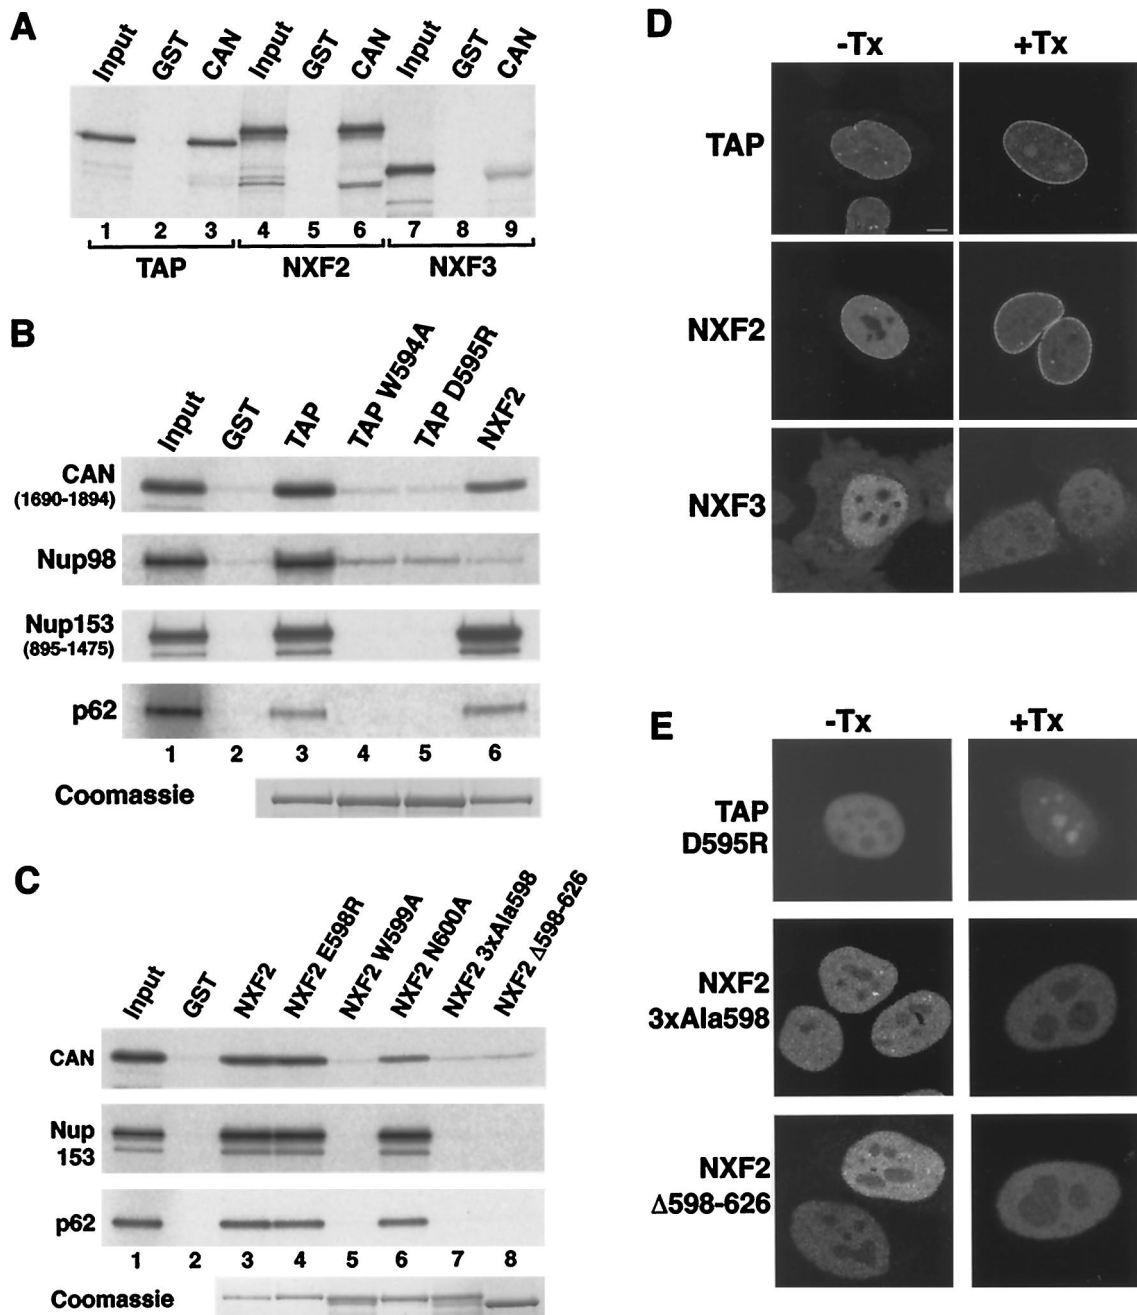 A
Input GST CAN Input GST CAN Input GST CAN
1 2 3 4 5 6 7 8 9
TAP NXF2 NXF3
B
Input GST TAP TAP W594A TAP D595R NXF2
CAN
(1690-1894)
Nup98
Nup153
(895-1475)
p62
1 2 3 4 5 6
Coomassie
C
Input GST NXF2 NXF2 E598R NXF2 W599A NXF2 N600A NXF2 3xAla598 NXF2 Δ598-626
CAN
Nup
153
p62
1 2 3 4 5 6 7 8
Coomassie
D
-Tx +Tx
TAP
NXF2
NXF3
E
-Tx +Tx
TAP
D595R
NXF2
3xAla598
NXF2
Δ598-626